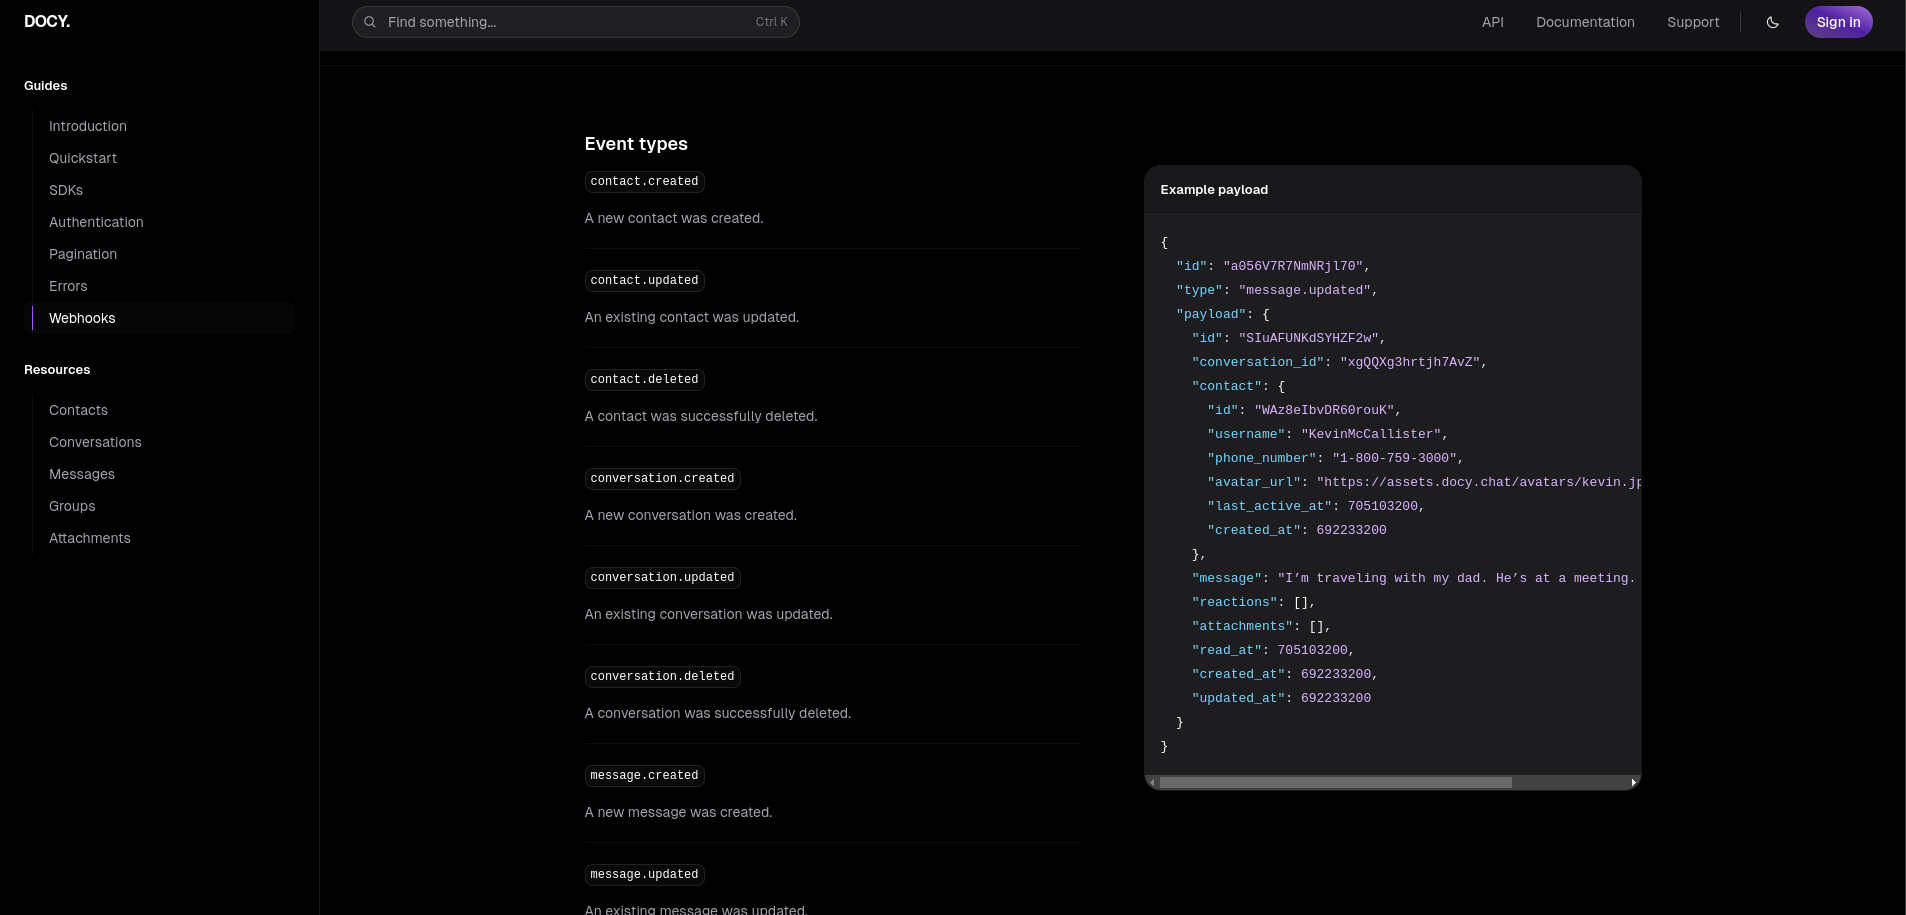 DOCY.
Find something...
Ctrl K
API
Documentation
Support
Sign in
Guides
Introduction
Quickstart
SDKs
Authentication
Pagination
Errors
Webhooks
Resources
Contacts
Conversations
Messages
Groups
Attachments
Event types
contact.created
A new contact was created.
contact.updated
An existing contact was updated.
contact.deleted
A contact was successfully deleted.
conversation.created
A new conversation was created.
conversation.updated
An existing conversation was updated.
conversation.deleted
A conversation was successfully deleted.
message.created
A new message was created.
message.updated
An existing message was updated.
Example payload
{
"id": "a056V7R7NmNRjl70",
"type": "message.updated",
"payload": {
"id": "SIuAFUNKdSYHZF2w",
"conversation_id": "xgQQXg3hrtjh7AvZ",
"contact": {
"id": "WAz8eIbvDR60rouK",
"username": "KevinMcCallister",
"phone_number": "1-800-759-3000",
"avatar_url": "https://assets.docy.chat/avatars/kevin.jp
"last_active_at": 705103200,
"created_at": 692233200
},
"message": "I’m traveling with my dad. He’s at a meeting.
"reactions": [],
"attachments": [],
"read_at": 705103200,
"created_at": 692233200,
"updated_at": 692233200
}
}